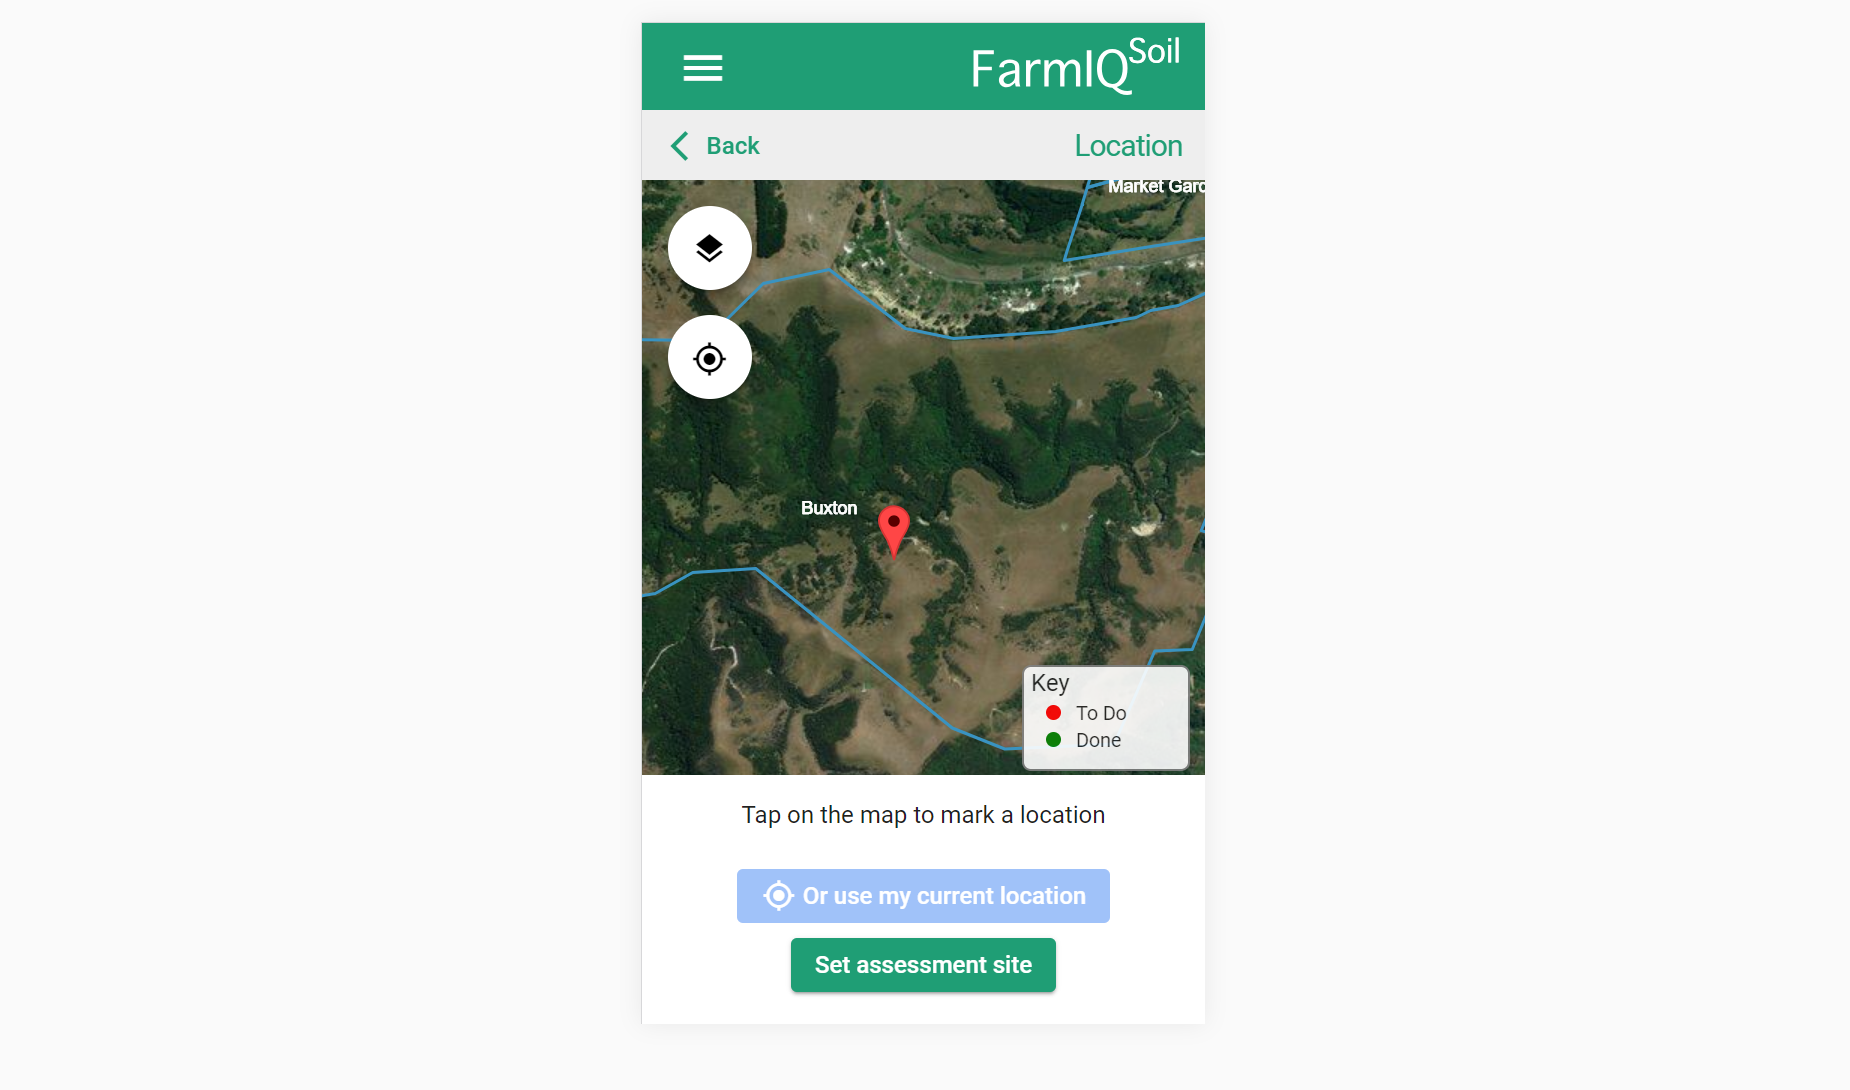 FarmIQ Soil
Back
Location
Market Gard
Buxton
Key
To Do
Done
Tap on the map to mark a location
Or use my current location
Set assessment site